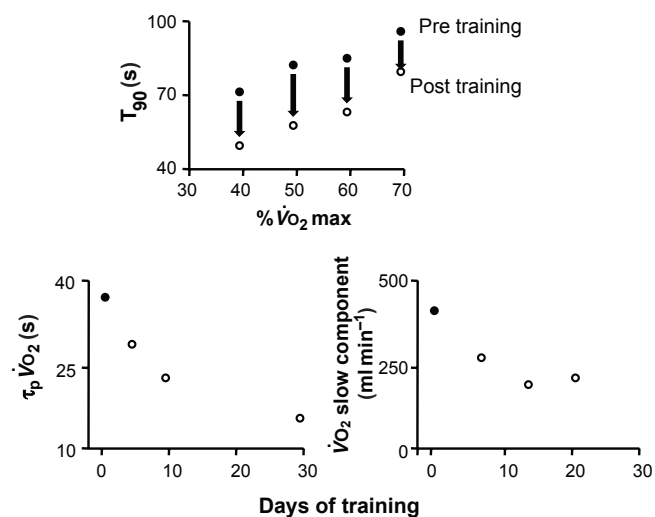 100
Pre training
T90 (s)
70
Post training
40
30 40 50 60 70
%V̇O2 max
40
τp V̇O2 (s)
25
10
0 10 20 30
500
V̇O2 slow component
(ml min–1)
250
0
0 10 20 30
Days of training